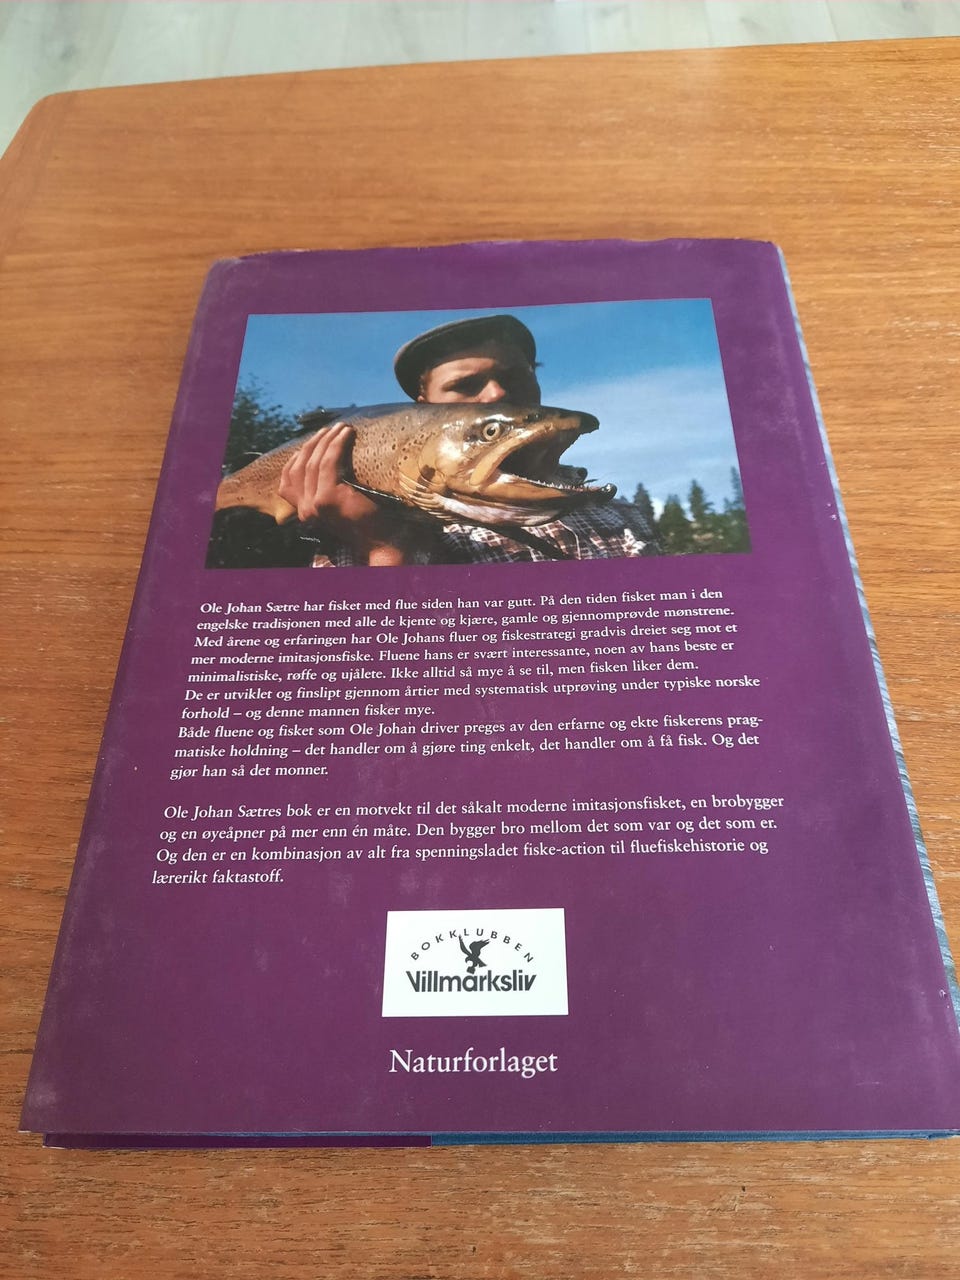 Ole Johan Sætre har fisket med flue siden han var gutt. På den tiden fisket man i den
engelske tradisjonen med alle de kjente og kjære, gamle og gjennomprøvde mønstrene.
Med årene og erfaringen har Ole Johans fluer og fiskestrategi gradvis dreiet seg mot et
mer moderne imitasjonsfiske. Fluene hans er svært interessante, noen av hans beste er
minimalistiske, røffe og ujålete. Ikke alltid så mye å se til, men fisken liker dem.
De er utviklet og finslipt gjennom årtier med systematisk utprøving under typiske norske
forhold – og denne mannen fisker mye.
Både fluene og fisket som Ole Johan driver preges av den erfarne og ekte fiskerens prag-
matiske holdning – det handler om å gjøre ting enkelt, det handler om å få fisk. Og det
gjør han så det monner.
Ole Johan Sætres bok er en motvekt til det såkalt moderne imitasjonsfisket, en brobygger
og en øyeåpner på mer enn én måte. Den bygger bro mellom det som var og det som er.
Og den er en kombinasjon av alt fra spenningsladet fiske-action til fluefiskehistorie og
lærerikt faktastoff.
BOKKLUBBEN
Villmarksliv
Naturforlaget